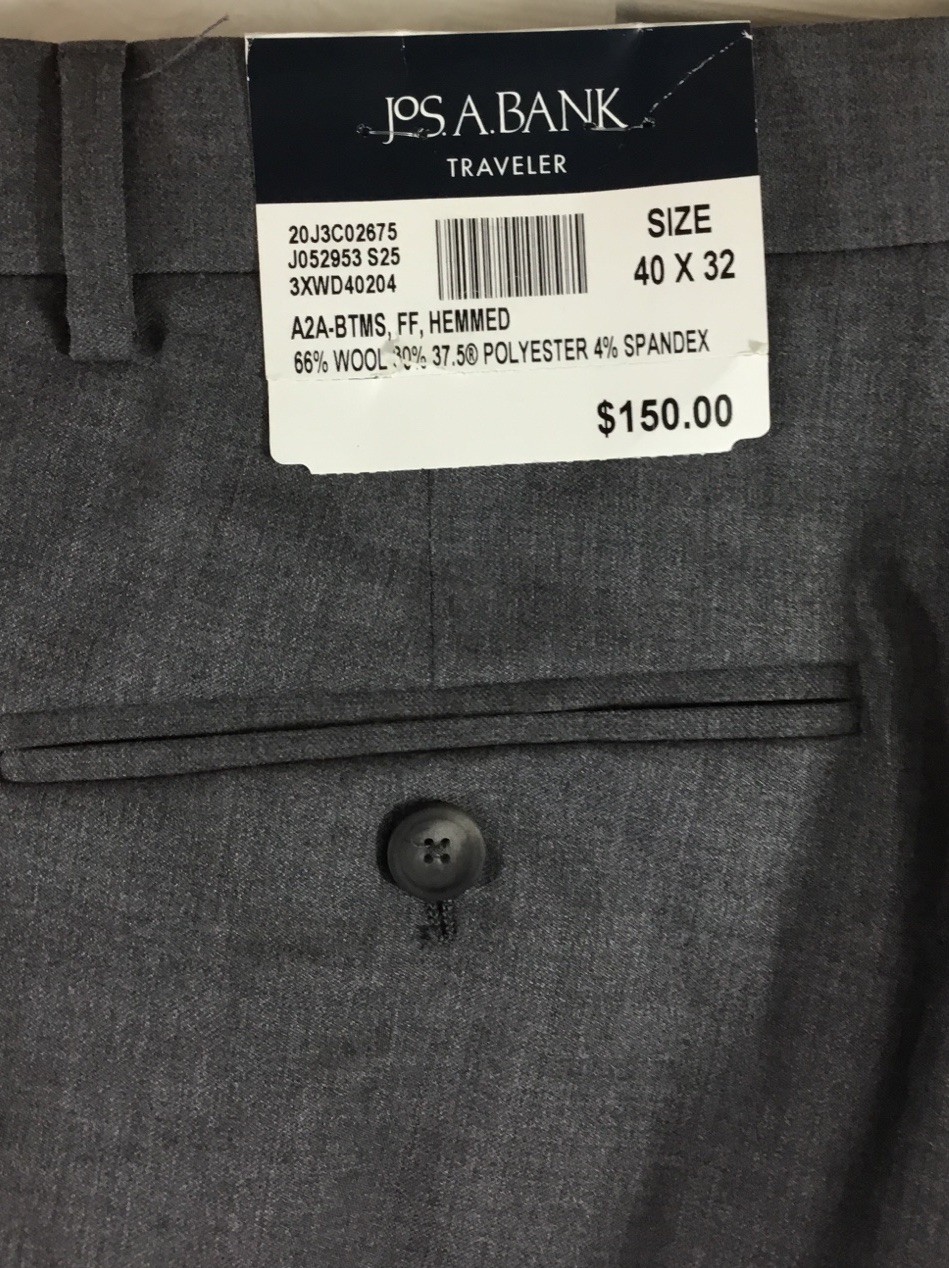 JOS. A. BANK
TRAVELER
20J3C02675
J052953 S25
3XWD40204
SIZE
40 X 32
A2A-BTMS, FF, HEMMED
66% WOOL 30% 37.5® POLYESTER 4% SPANDEX
$150.00